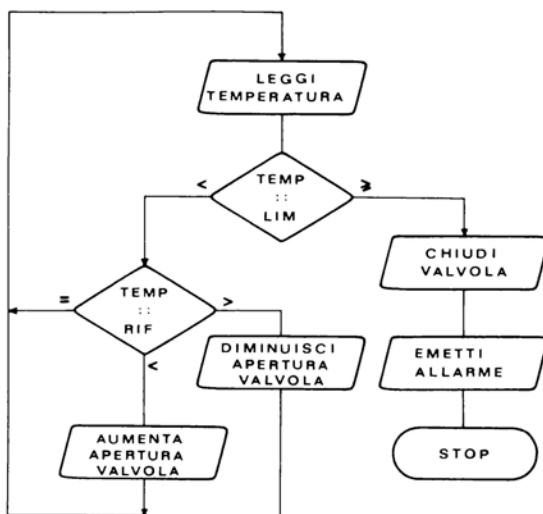 LEGGI
TEMPERATURA
<
TEMP
::
LIM
≥
CHIUDI
VALVOLA
=
TEMP
::
RIF
>
<
DIMINUISCI
APERTURA
VALVOLA
EMETTI
ALLARME
AUMENTA
APERTURA
VALVOLA
STOP